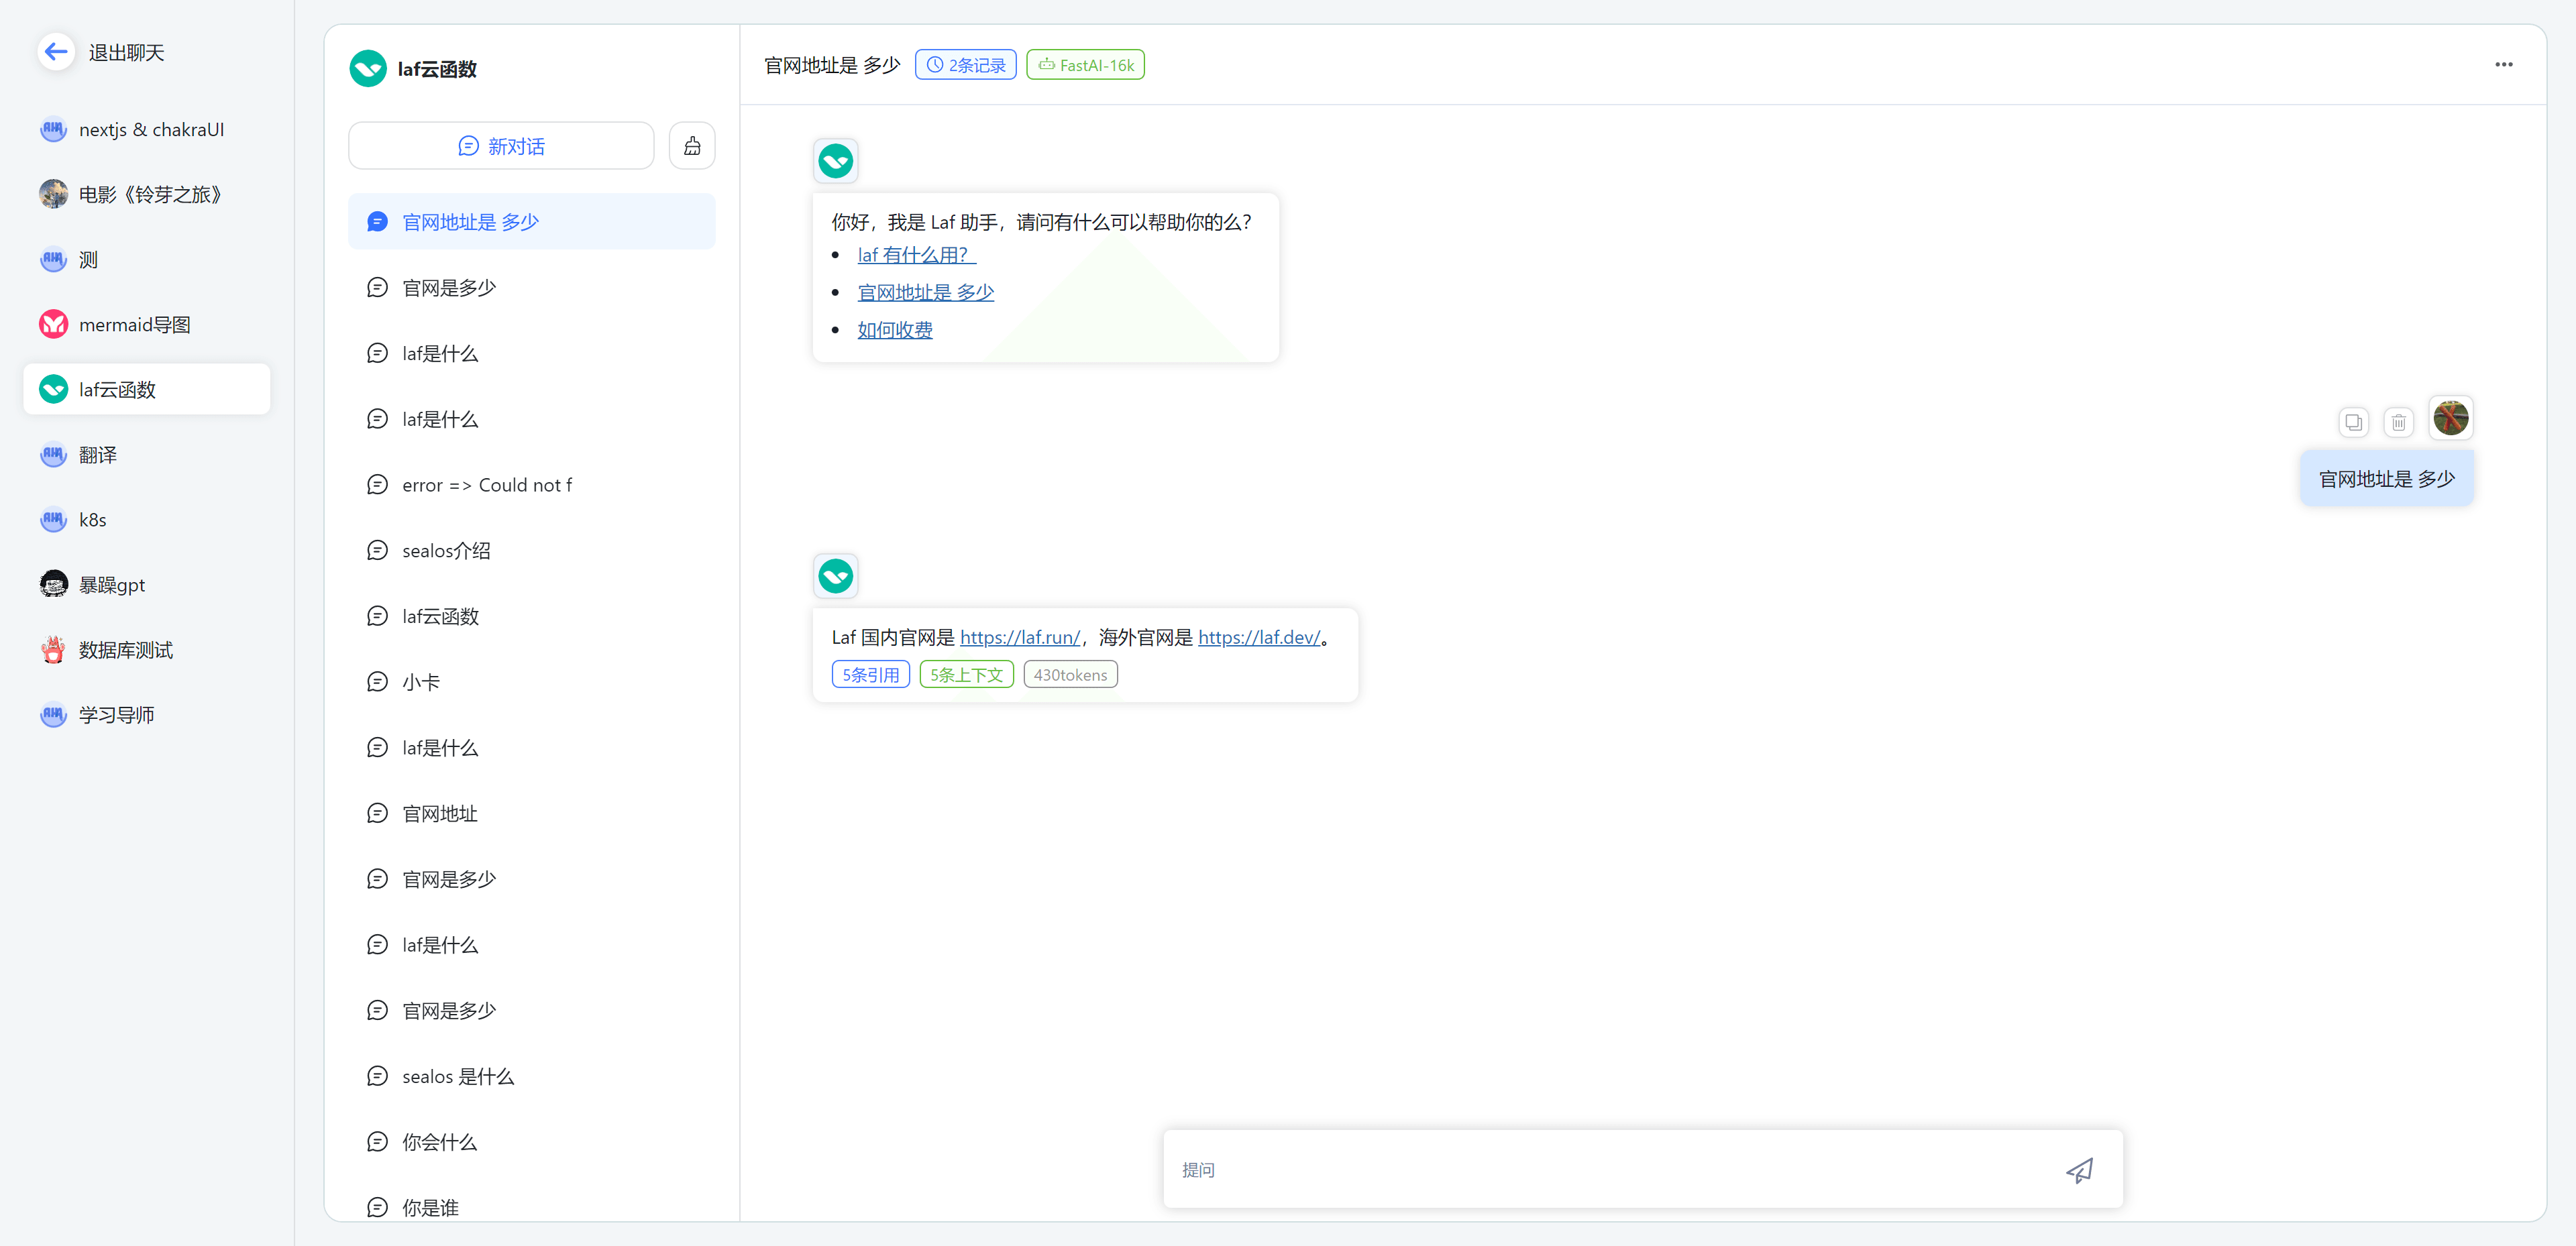 退出聊天
nextjs & chakraUI
电影《铃芽之旅》
测
mermaid导图
laf云函数
翻译
k8s
暴躁gpt
数据库测试
学习导师
laf云函数
新对话
官网地址是 多少
官网是多少
laf是什么
laf是什么
error => Could not f
sealos介绍
laf云函数
小卡
laf是什么
官网地址
官网是多少
laf是什么
官网是多少
sealos 是什么
你会什么
你是谁
官网地址是 多少 2条记录 FastAI-16k
你好，我是 Laf 助手，请问有什么可以帮助你的么？
laf 有什么用？
官网地址是 多少
如何收费
官网地址是 多少
Laf 国内官网是 https://laf.run/，海外官网是 https://laf.dev/。
5条引用 5条上下文 430tokens
提问